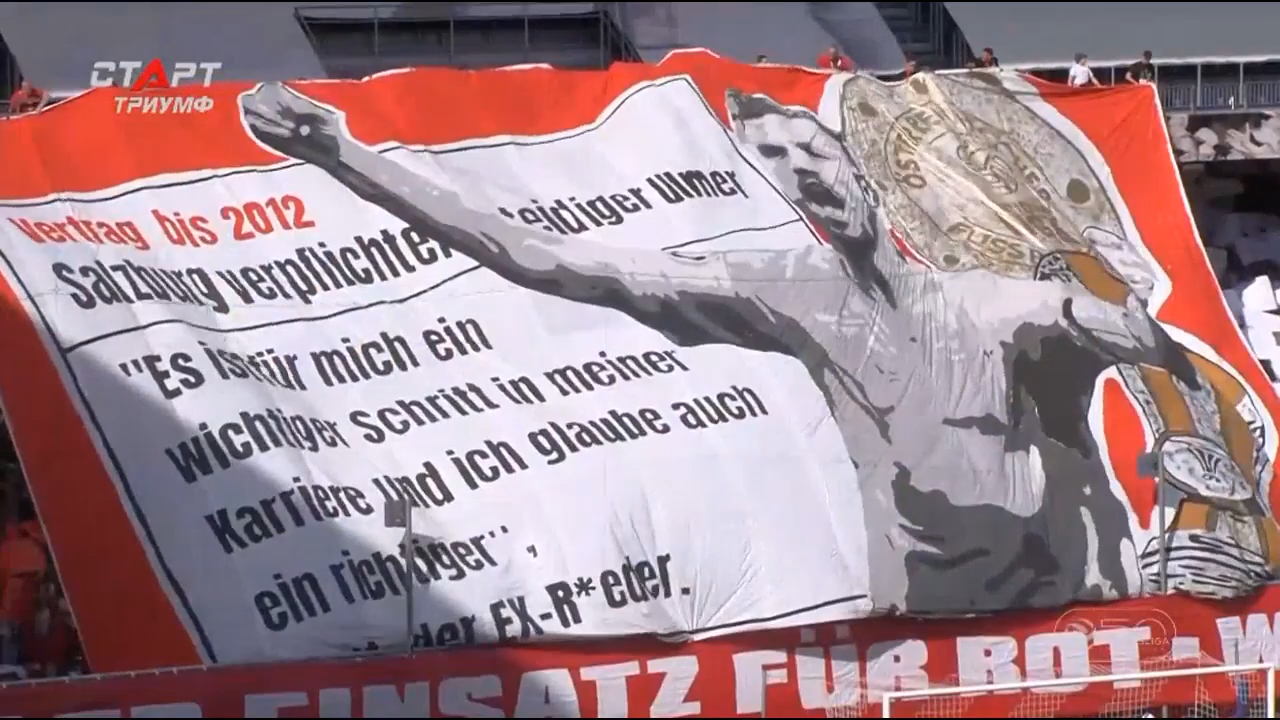 СТАРТ
ТРИУМФ
Vertrag bis 2012
Salzburg verpflichtet eidiger Ulmer
"Es ist für mich ein
wichtiger Schritt in meiner
Karriere und ich glaube auch
ein richtiger",
der EX-R*eder.
EINSATZ FÜR ROT